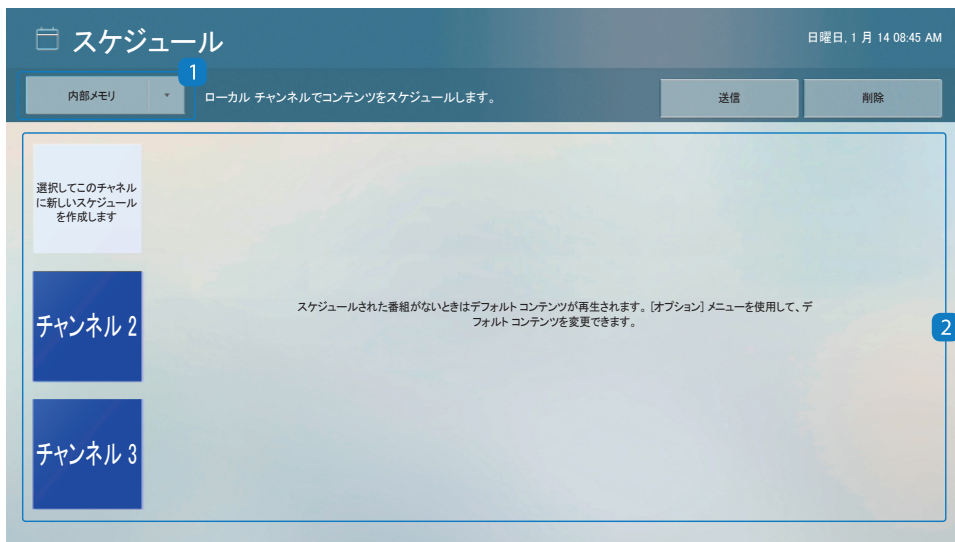 スケジュール
日曜日, 1 月 14 08:45 AM
1
内部メモリ
ローカル チャンネルでコンテンツをスケジュールします。
送信
削除
選択してこのチャネル
に新しいスケジュール
を作成します
スケジュールされた番組がないときはデフォルト コンテンツが再生されます。 [オプション] メニューを使用して、デ
フォルト コンテンツを変更できます。
2
チャンネル 2
チャンネル 3